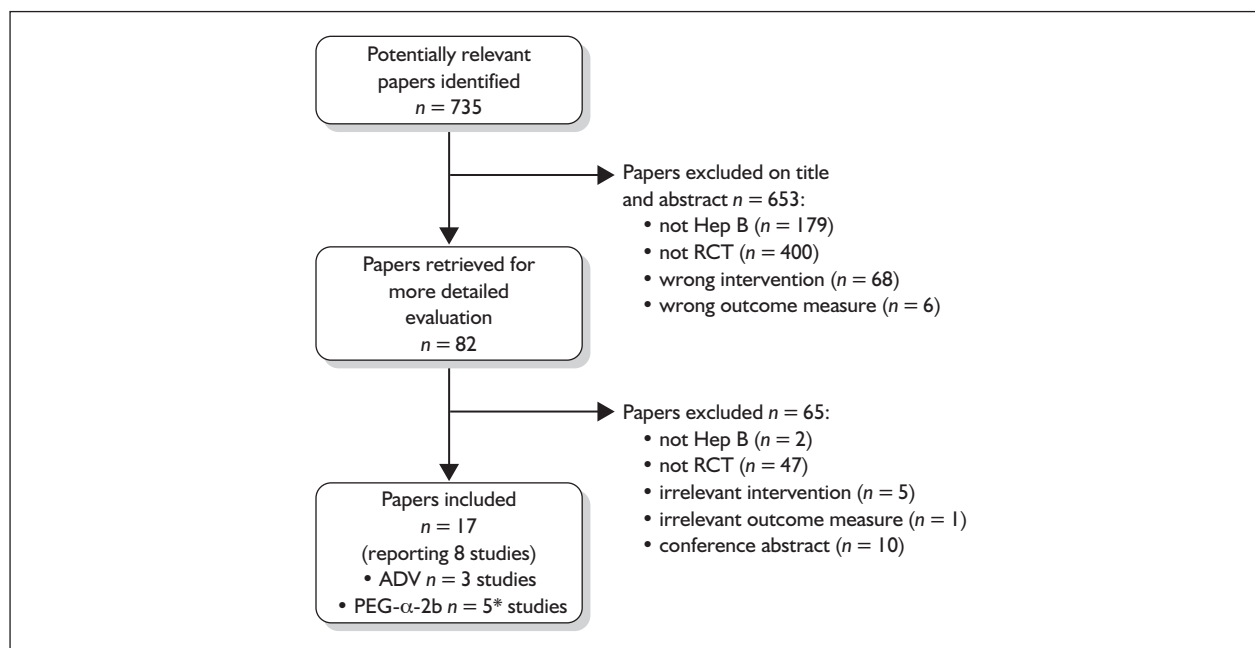 Potentially relevant
papers identified
n = 735
Papers excluded on title
and abstract n = 653:
• not Hep B (n = 179)
• not RCT (n = 400)
• wrong intervention (n = 68)
• wrong outcome measure (n = 6)
Papers retrieved for
more detailed
evaluation
n = 82
Papers excluded n = 65:
• not Hep B (n = 2)
• not RCT (n = 47)
• irrelevant intervention (n = 5)
• irrelevant outcome measure (n = 1)
• conference abstract (n = 10)
Papers included
n = 17
(reporting 8 studies)
• ADV n = 3 studies
• PEG-α-2b n = 5* studies